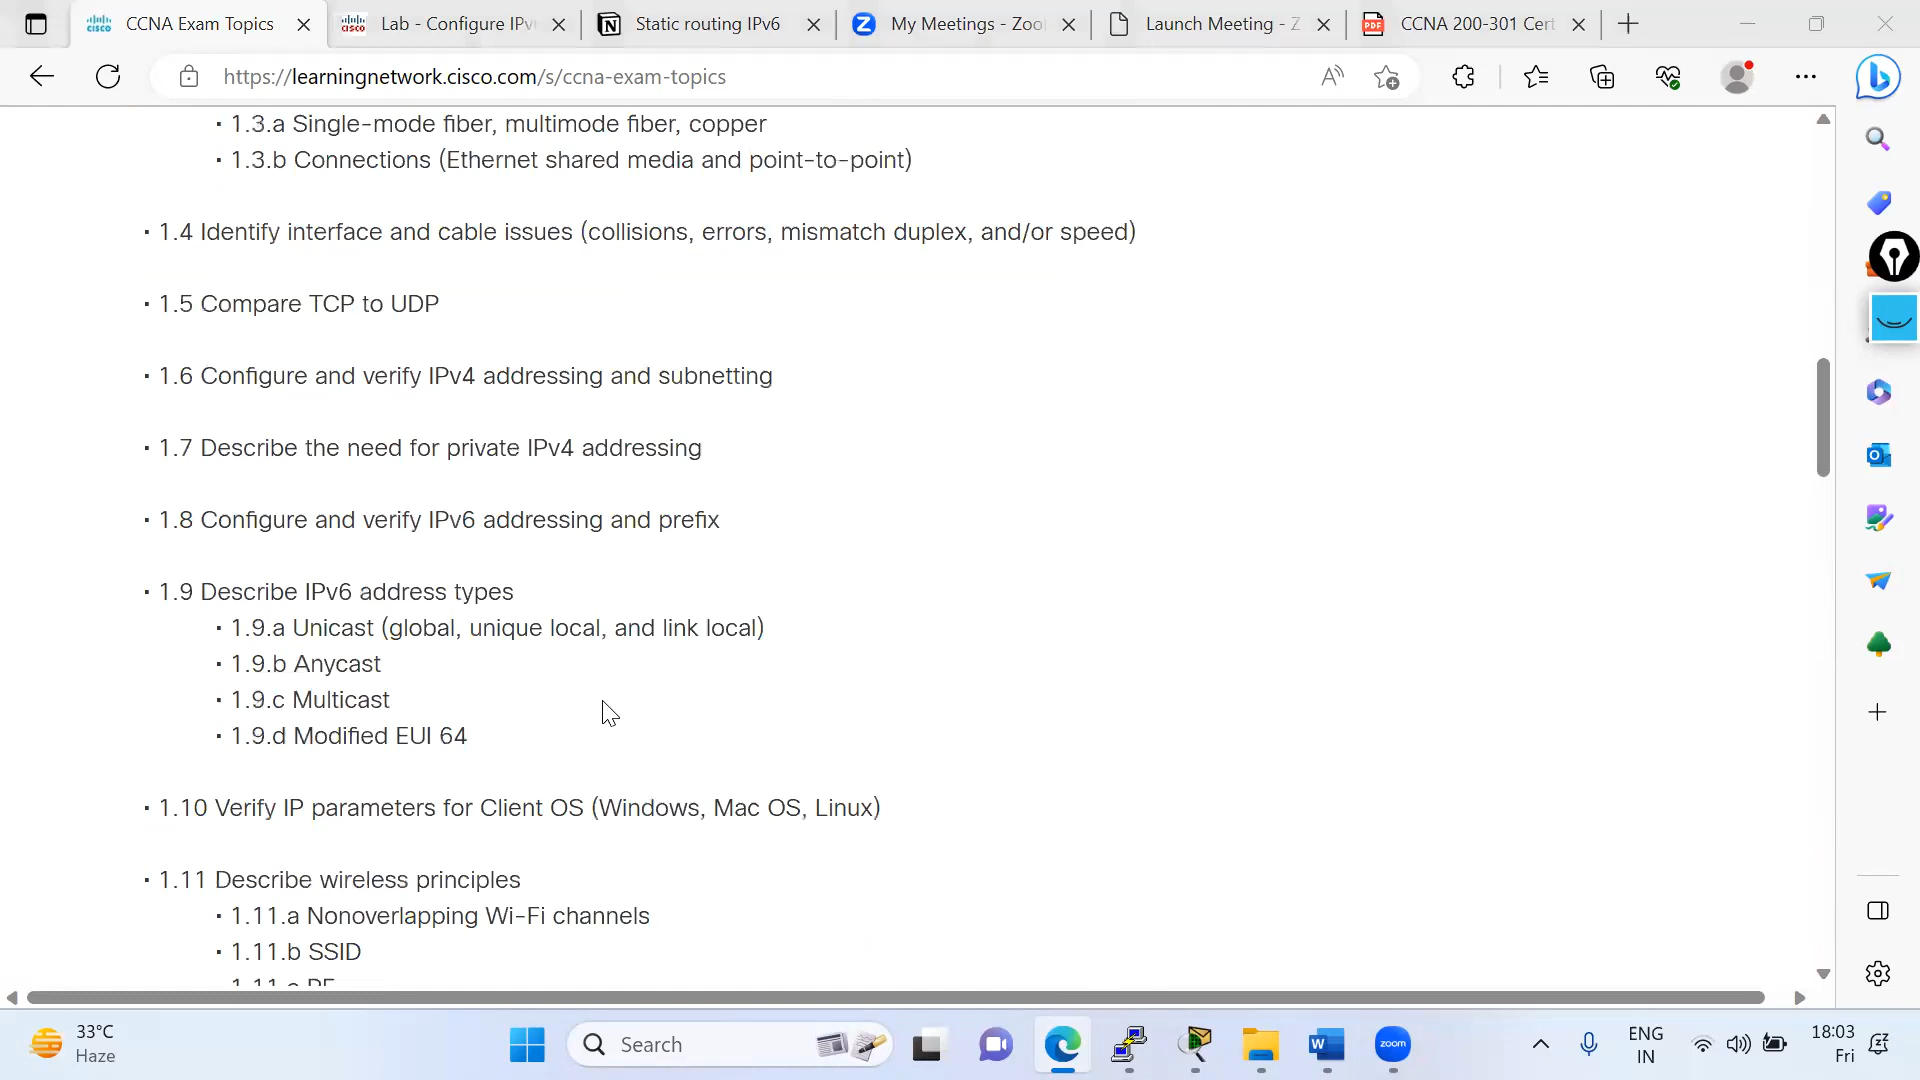 CCNA Exam Topics
Lab - Configure IPv
Static routing IPv6
My Meetings - Zoo
Launch Meeting - Z
CCNA 200-301 Cert
https://learningnetwork.cisco.com/s/ccna-exam-topics
· 1.3.a Single-mode fiber, multimode fiber, copper
· 1.3.b Connections (Ethernet shared media and point-to-point)
· 1.4 Identify interface and cable issues (collisions, errors, mismatch duplex, and/or speed)
· 1.5 Compare TCP to UDP
· 1.6 Configure and verify IPv4 addressing and subnetting
· 1.7 Describe the need for private IPv4 addressing
· 1.8 Configure and verify IPv6 addressing and prefix
· 1.9 Describe IPv6 address types
· 1.9.a Unicast (global, unique local, and link local)
· 1.9.b Anycast
· 1.9.c Multicast
· 1.9.d Modified EUI 64
· 1.10 Verify IP parameters for Client OS (Windows, Mac OS, Linux)
· 1.11 Describe wireless principles
· 1.11.a Nonoverlapping Wi-Fi channels
· 1.11.b SSID
33°C
Haze
Search
zoom
ENG
IN
18:03
Fri